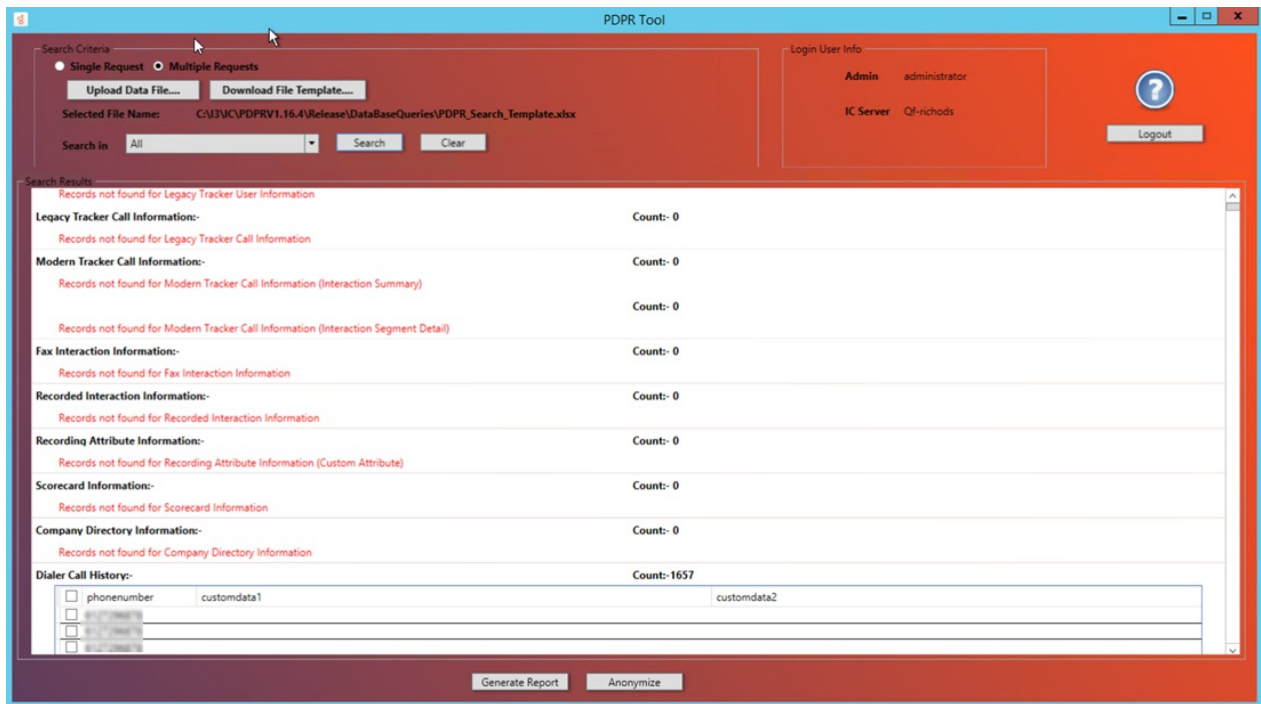 PDPR Tool
Search Criteria
Single Request Multiple Requests
Upload Data File.... Download File Template....
Selected File Name: C:\I3\IC\PDPRV1.16.4\Release\DataBaseQueries\PDPR_Search_Template.xlsx
Search in All Search Clear
Login User Info
Admin administrator
IC Server Qf-richods
?
Logout
Search Results
Records not found for Legacy Tracker User Information
Legacy Tracker Call Information:- Count:- 0
Records not found for Legacy Tracker Call Information
Modern Tracker Call Information:- Count:- 0
Records not found for Modern Tracker Call Information (Interaction Summary)
Count:- 0
Records not found for Modern Tracker Call Information (Interaction Segment Detail)
Fax Interaction Information:- Count:- 0
Records not found for Fax Interaction Information
Recorded Interaction Information:- Count:- 0
Records not found for Recorded Interaction Information
Recording Attribute Information:- Count:- 0
Records not found for Recording Attribute Information (Custom Attribute)
Scorecard Information:- Count:- 0
Records not found for Scorecard Information
Company Directory Information:- Count:- 0
Records not found for Company Directory Information
Dialer Call History:- Count:-1657
phonenumber customdata1 customdata2
Generate Report Anonymize